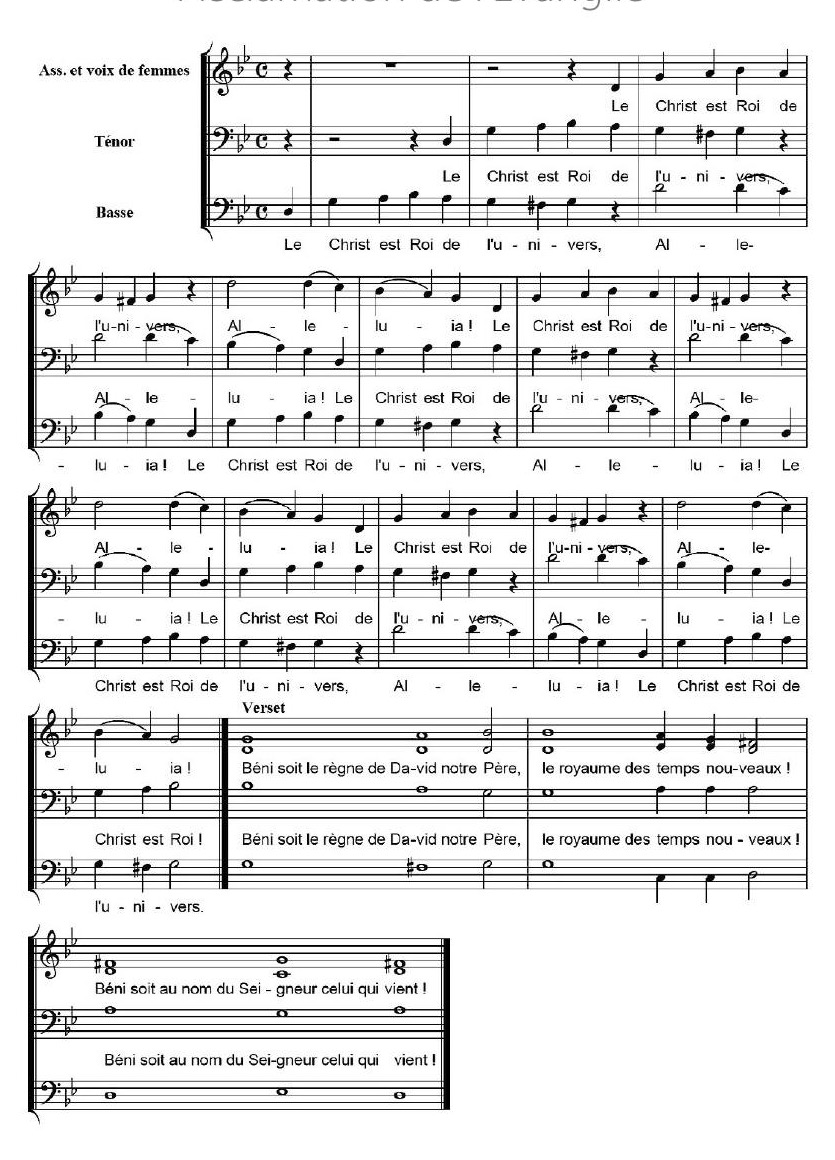 Acclamation de l'Evangile
Ass. et voix de femmes
Le Christ est Roi de
Ténor
Le Christ est Roi de l'u - ni - vers,
Basse
Le Christ est Roi de l'u - ni - vers, Al - le-
l'u-ni - vers, Al - le - lu - ia ! Le Christ est Roi de l'u-ni - vers,
Al - le - lu - ia ! Le Christ est Roi de l'u - ni - vers, Al - le-
- lu - ia ! Le Christ est Roi de l'u - ni - vers, Al - le - lu - ia ! Le
Al - le - lu - ia ! Le Christ est Roi de l'u-ni - vers, Al - le-
lu - ia ! Le Christ est Roi de l'u - ni - vers, Al - le - lu - ia ! Le
Christ est Roi de l'u - ni - vers, Al - le - lu - ia ! Le Christ est Roi de
Verset
- lu - ia ! Béni soit le règne de Da-vid notre Père, le royaume des temps nou-veaux !
Christ est Roi ! Béni soit le règne de Da-vid notre Père, le royaume des temps nou - veaux !
l'u - ni - vers.
Béni soit au nom du Sei - gneur celui qui vient !
Béni soit au nom du Sei-gneur celui qui vient !